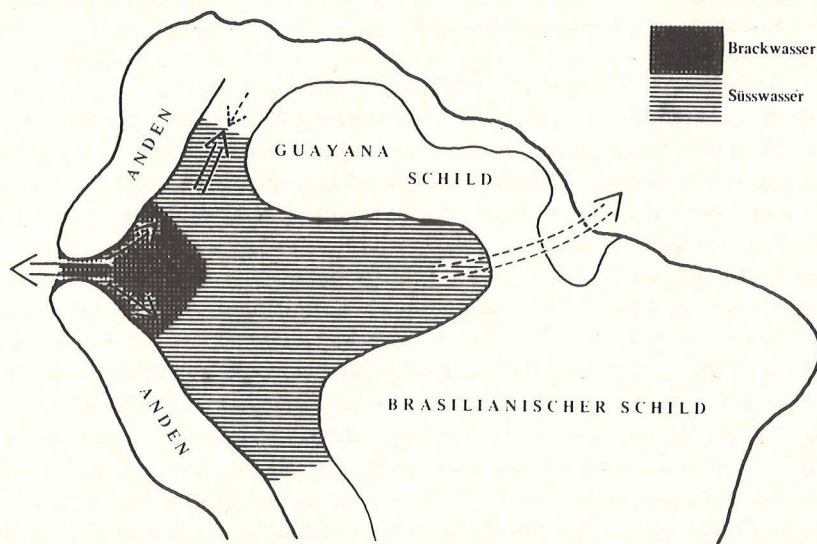 Brackwasser
Süsswasser
ANDEN
GUAYANA
SCHILD
ANDEN
BRASILIANISCHER SCHILD